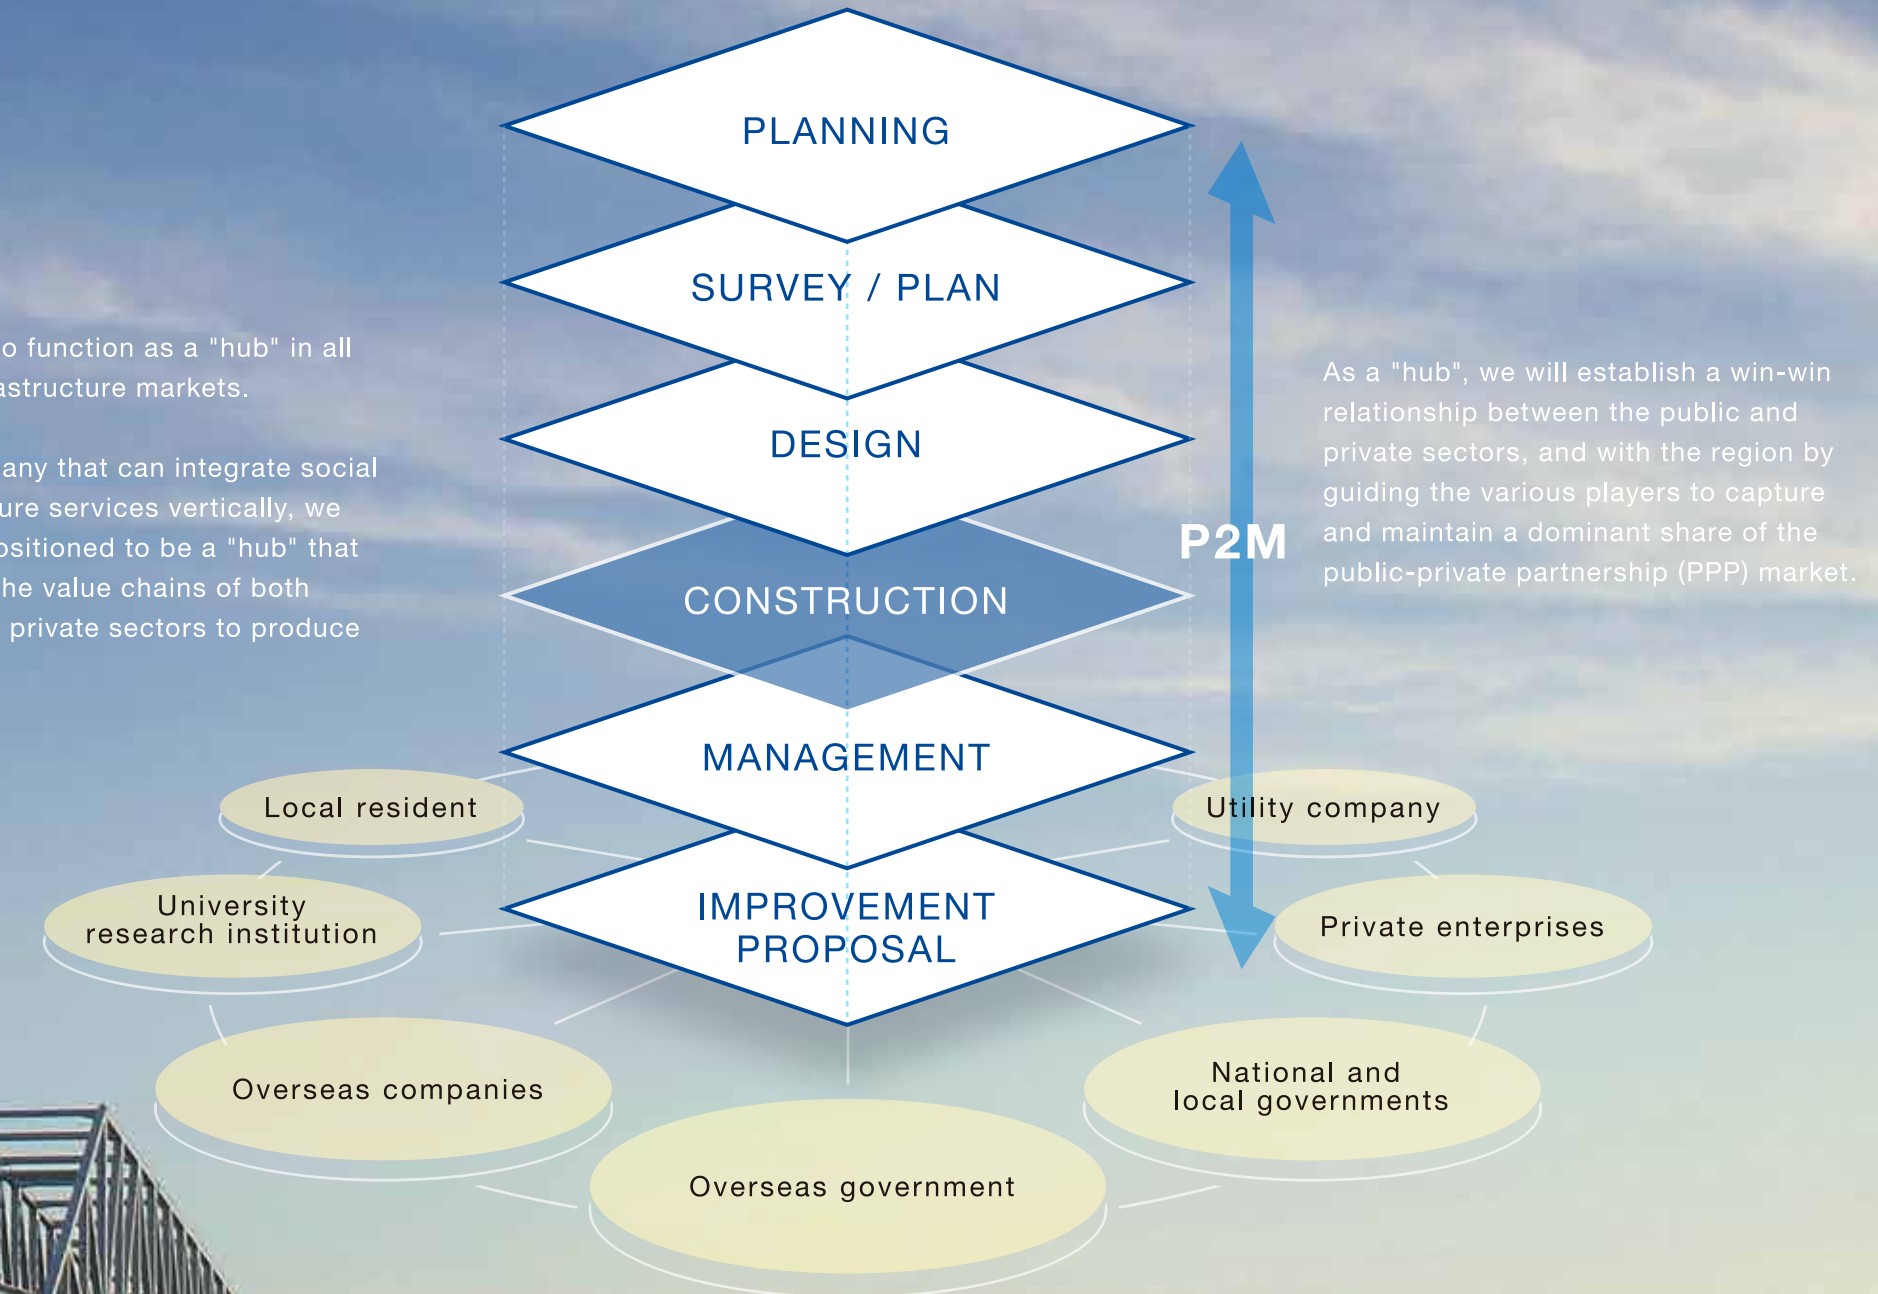 PLANNING
SURVEY / PLAN
DESIGN
CONSTRUCTION
MANAGEMENT
IMPROVEMENT
PROPOSAL
function as a "hub" in all
markets.
that can integrate social
services vertically, we
to be a "hub" that
he value chains of both
private sectors to produce
P2M
As a "hub", we will establish a win-win
relationship between the public and
private sectors, and with the region by
guiding the various players to capture
and maintain a dominant share of the
public-private partnership (PPP) market.
Local resident
Utility company
University
research institution
Private enterprises
Overseas companies
National and
local governments
Overseas government